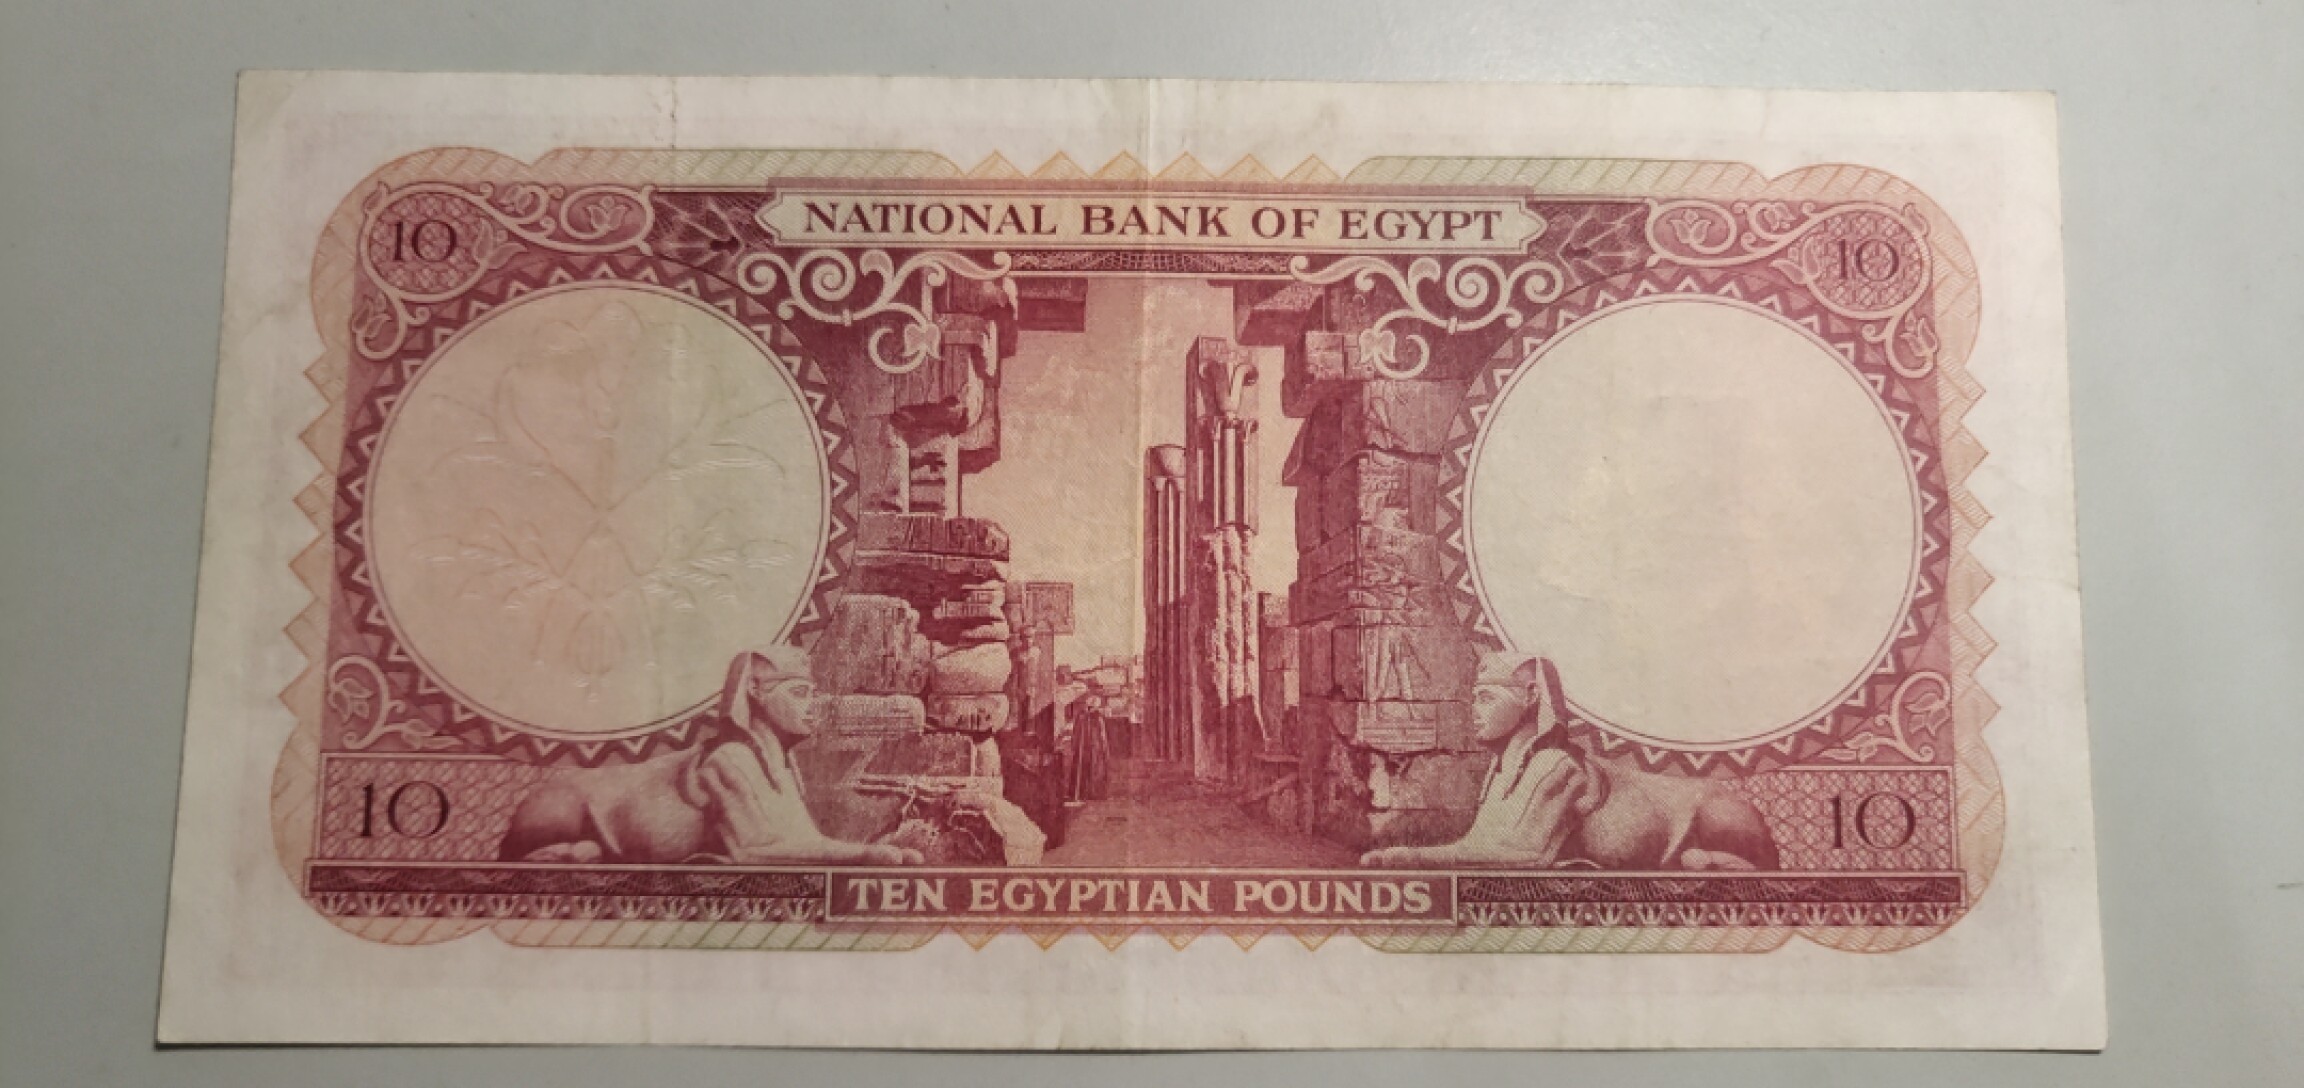 NATIONAL BANK OF EGYPT
10 10
10 10
TEN EGYPTIAN POUNDS